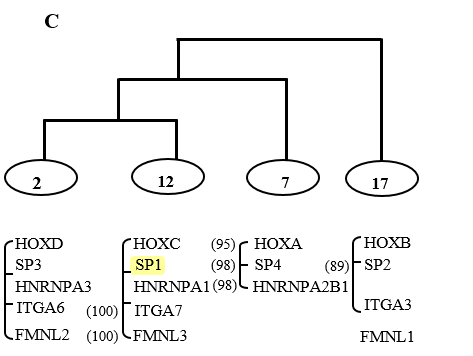 C
2 12 7 17
HOXD HOXC (95) HOXA HOXB
SP3 SP1 (98) SP4 (89) SP2
HNRNPA3 HNRNPA1 (98) HNRNPA2B1
ITGA6 (100) ITGA7 ITGA3
FMNL2 (100) FMNL3 FMNL1